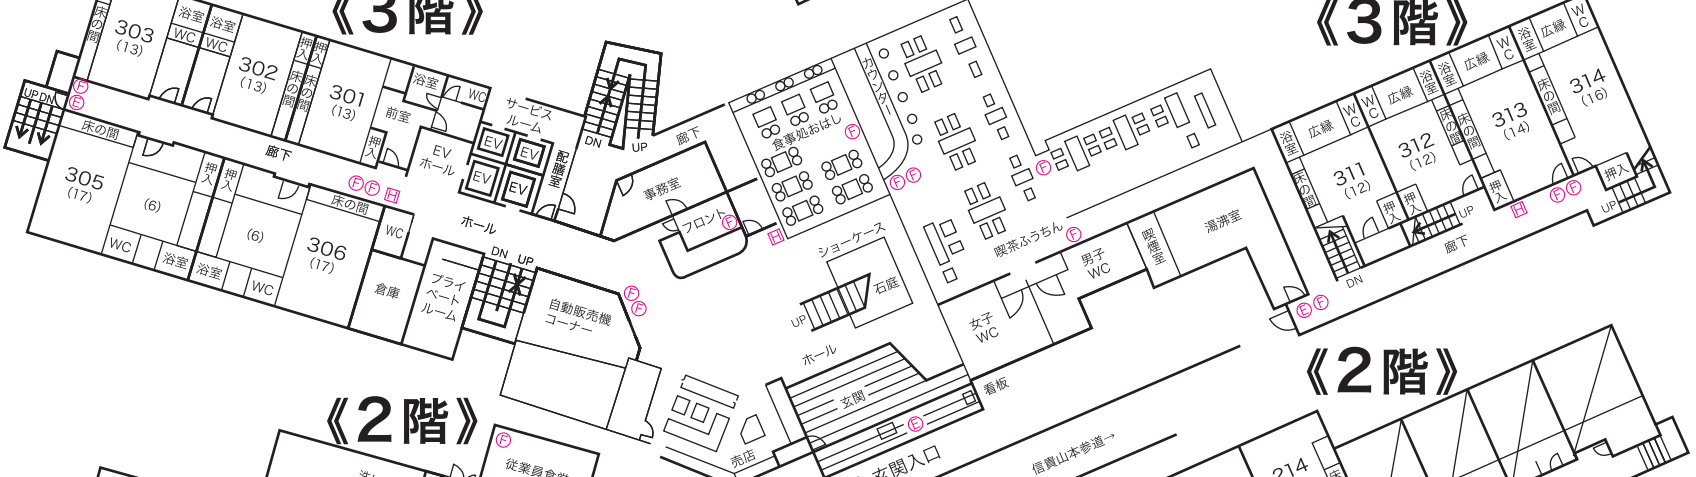 《3階》
303
(13)
床の間
浴室
WC
浴室
WC
302
(13)
押入
床の間
押入
床の間
301
(13)
前室
浴室
WC
押入
サービス
ルーム
EV
EV
EV
EV
EV
ホール
配膳室
DN
UP
廊下
UP DN
F
E
床の間
305
(17)
(6)
押入
押入
(6)
WC
浴室
浴室
WC
廊下
F F H
床の間
306
(17)
WC
倉庫
プライ
ベート
ルーム
ホール
DN UP
自動販売機
コーナー
F
F
事務室
フロント
F
H
食事処おはし
F
カウンター
F F
F
喫茶ふうちん
F
ショーケース
石庭
UP
ホール
玄関
E
看板
玄関入口
売店
女子
WC
男子
WC
喫煙室
湯沸室
信貴山本参道→
《3階》
浴室
広縁
WC
WC
広縁
浴室
浴室
広縁
WC
浴室
広縁
WC
床の間
311
(12)
312
(12)
床の間
床の間
313
(14)
床の間
314
(16)
押入
押入
押入
押入
UP
UP
DN
廊下
H
F F
E F
《2階》
F
従業員食堂
《2階》
214
床